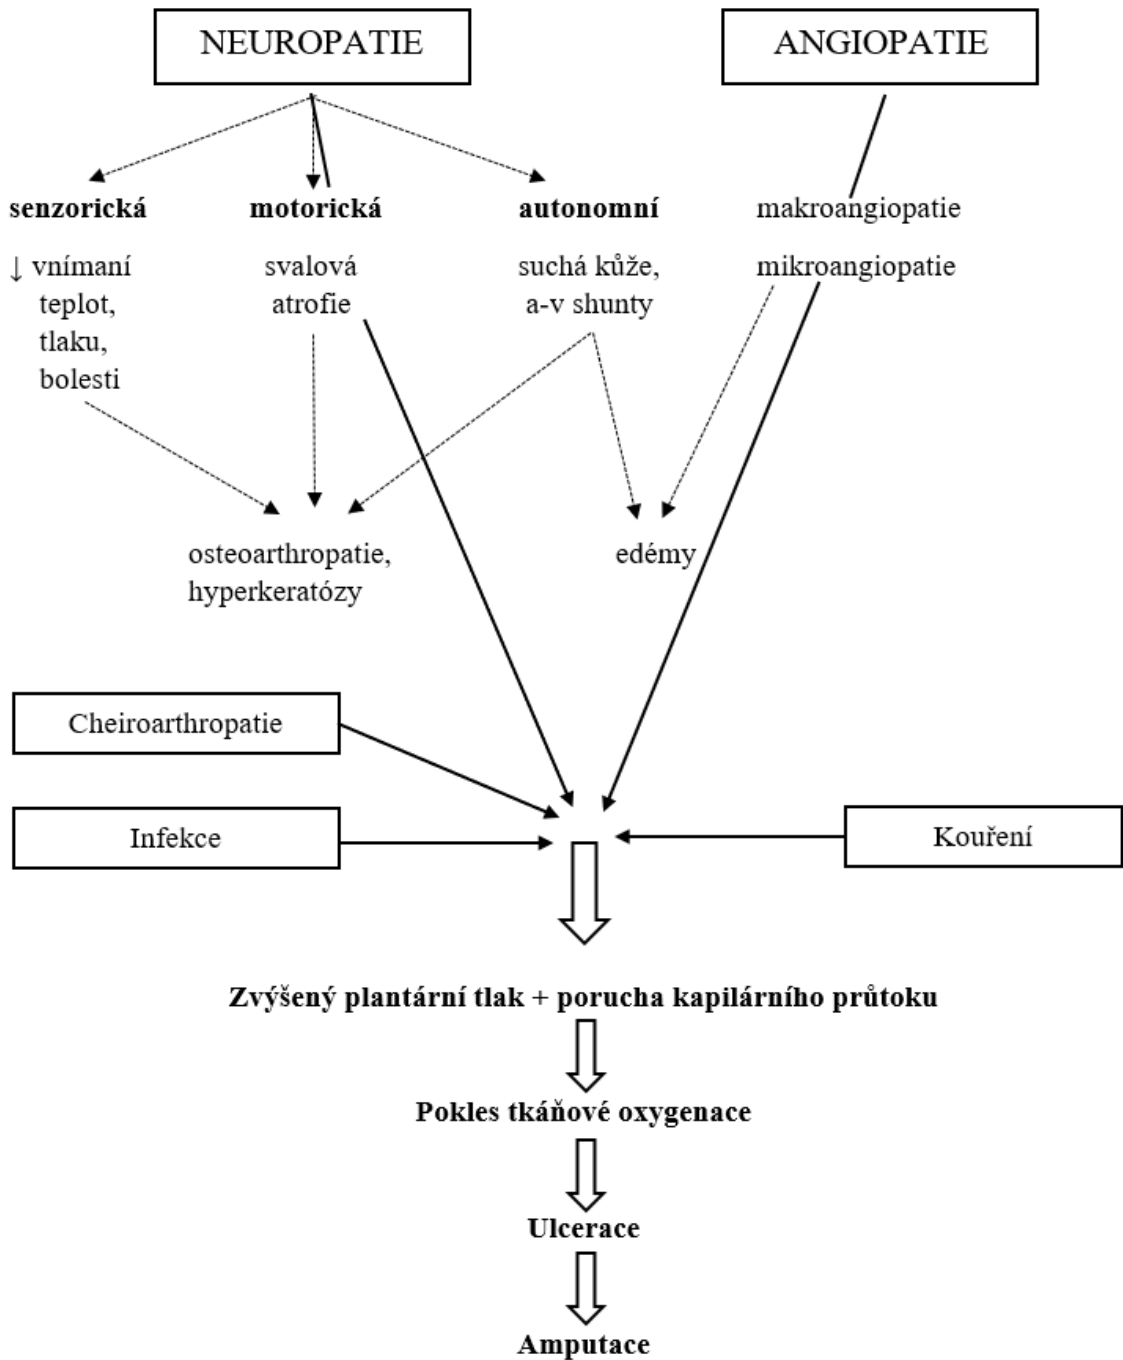 NEUROPATIE
ANGIOPATIE
senzorická
motorická
autonomní
makroangiopatie
↓ vnímaní
teplot,
tlaku,
bolesti
svalová
atrofie
suchá kůže,
a-v shunty
mikroangiopatie
osteoarthropatie,
hyperkeratózy
edémy
Cheiroarthropatie
Infekce
Kouření
Zvýšený plantární tlak + porucha kapilárního průtoku
Pokles tkáňové oxygenace
Ulcerace
Amputace